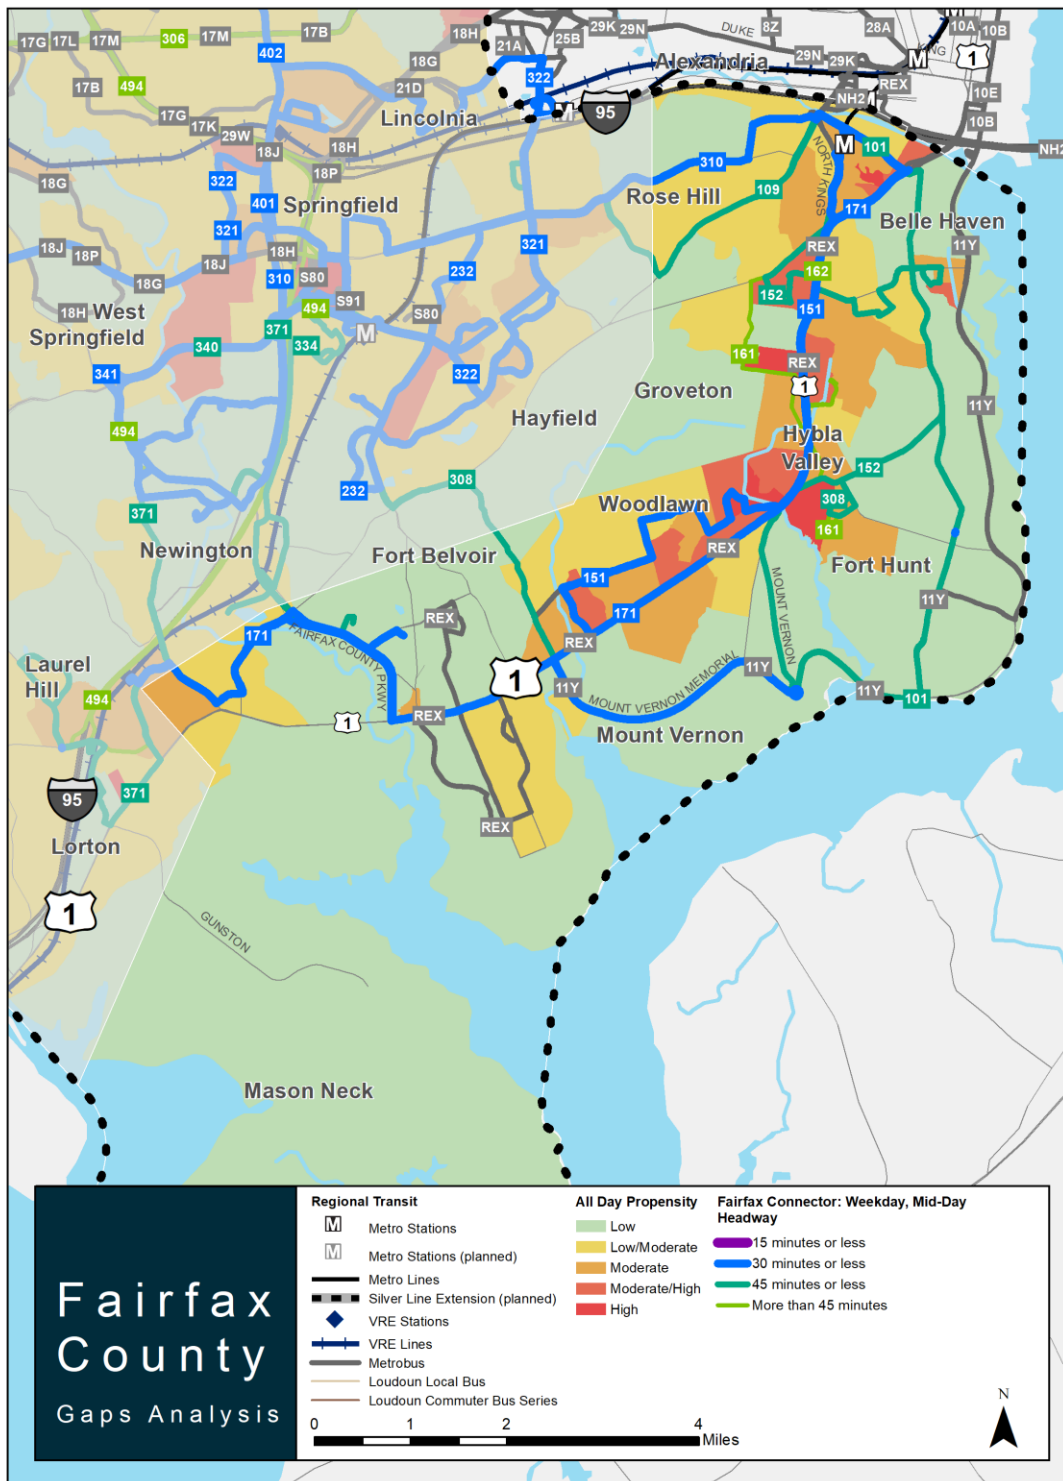 17G
17L
17M
306
17M
17B
18H
402
21A
25B
29K
29N
DUKE
8Z
28A
10A
10B
KING
1
29N
29K
Alexandria
18G
17B
494
21D
322
REX
NH2
M
10E
10B
17G
17K
29W
Lincolnia
M
95
18J
18H
M
101
NH2
18P
310
NORTH KINGS
18G
322
401
Springfield
Rose Hill
109
171
Belle Haven
321
321
11Y
18J
18P
18H
REX
18J
18G
310
S80
232
162
152
18H
West
Springfield
S91
494
S80
151
371
M
340
334
161
REX
341
322
1
Groveton
11Y
494
Hayfield
Hybla
Valley
232
308
152
371
Woodlawn
308
161
Newington
Fort Belvoir
REX
Fort Hunt
151
MOUNT VERNON
11Y
REX
171
171
FAIRFAX COUNTY PKWY
REX
MOUNT VERNON MEMORIAL
11Y
Laurel
Hill
1
11Y
11Y
101
494
1
REX
Mount Vernon
95
371
REX
Lorton
1
GUNSTON
Mason Neck
Fairfax
County
Gaps Analysis
Regional Transit
M Metro Stations
M Metro Stations (planned)
Metro Lines
Silver Line Extension (planned)
VRE Stations
VRE Lines
Metrobus
Loudoun Local Bus
Loudoun Commuter Bus Series
All Day Propensity
Low
Low/Moderate
Moderate
Moderate/High
High
Fairfax Connector: Weekday, Mid-Day
Headway
15 minutes or less
30 minutes or less
45 minutes or less
More than 45 minutes
0 1 2 4
Miles
N